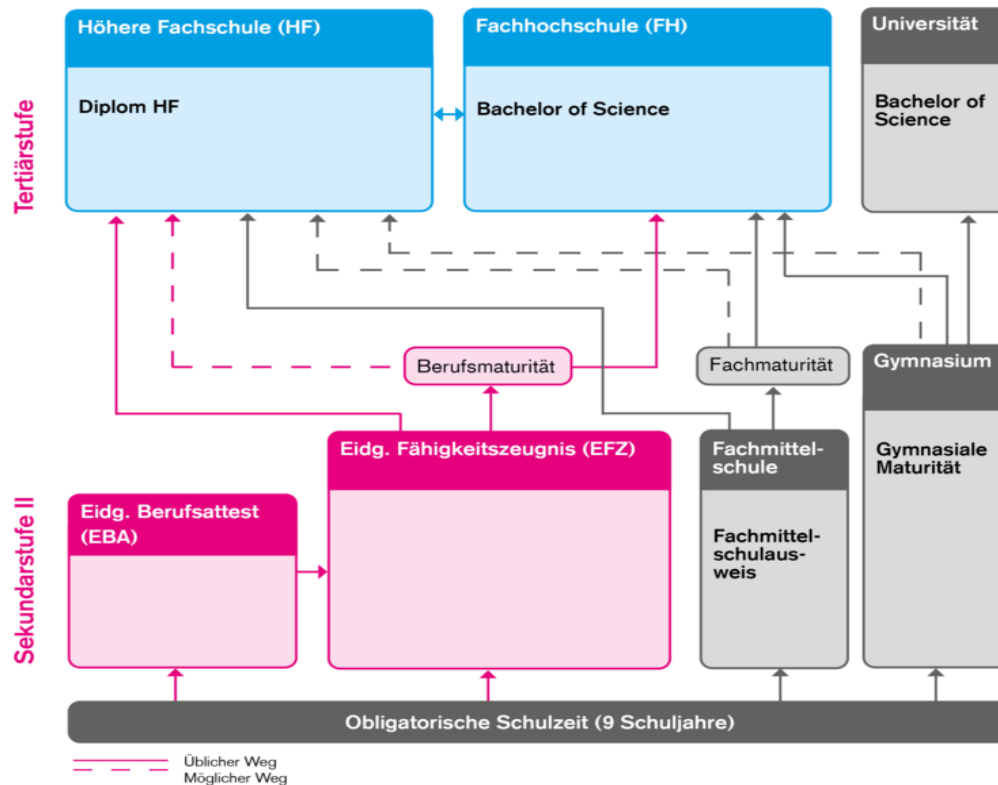 Tertiärstufe
Höhere Fachschule (HF)
Diplom HF
Fachhochschule (FH)
Bachelor of Science
Universität
Bachelor of
Science
Berufsmaturität
Fachmaturität
Sekundarstufe II
Eidg. Berufsattest
(EBA)
Eidg. Fähigkeitszeugnis (EFZ)
Fachmittel-
schule
Fachmittel-
schulaus-
weis
Gymnasium
Gymnasiale
Maturität
Obligatorische Schulzeit (9 Schuljahre)
Üblicher Weg
Möglicher Weg